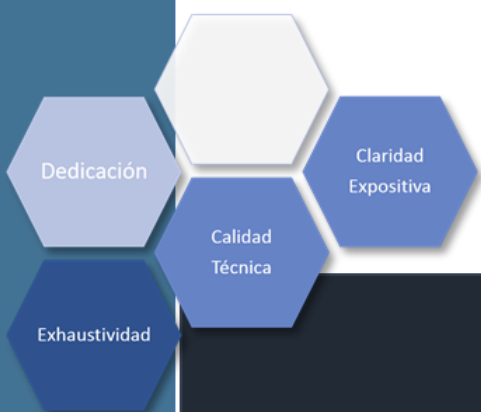 Dedicación
Claridad
Expositiva
Calidad
Técnica
Exhaustividad